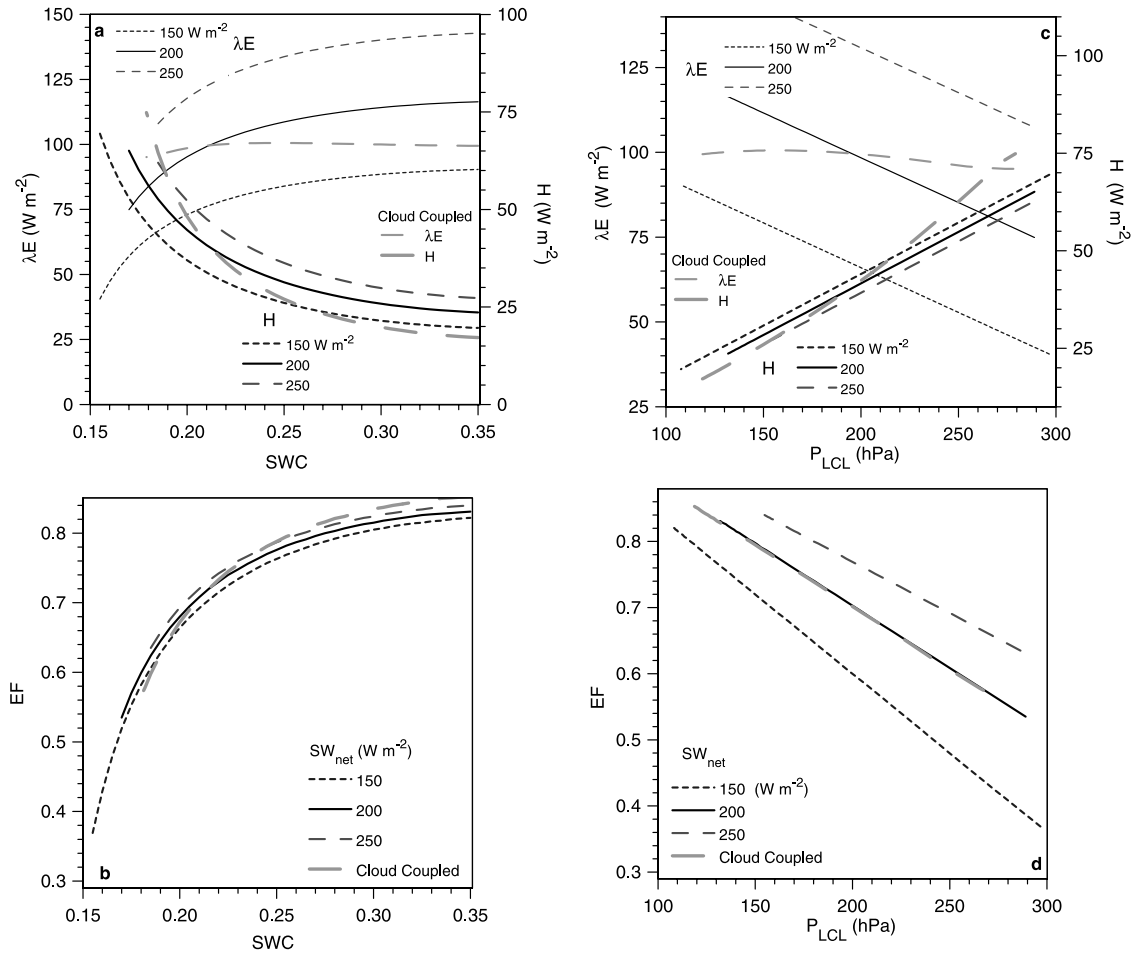 a
150 W m-2
λE
200
250
150
125
100
75
50
25
0
λE (W m-2)
100
75
50
25
0
H (W m-2)
Cloud Coupled
λE
H
H
150 W m-2
200
250
0.15
0.20
0.25
0.30
0.35
SWC
c
150 W m-2
λE
200
250
125
100
75
50
25
λE (W m-2)
100
75
50
25
H (W m-2)
Cloud Coupled
λE
H
H
150 W m-2
200
250
100
150
200
250
300
PLCL (hPa)
0.8
0.7
0.6
0.5
0.4
0.3
EF
SWnet (W m-2)
150
200
250
Cloud Coupled
b
0.15
0.20
0.25
0.30
0.35
SWC
0.8
0.7
0.6
0.5
0.4
0.3
EF
SWnet
150 (W m-2)
200
250
Cloud Coupled
d
100
150
200
250
300
PLCL (hPa)